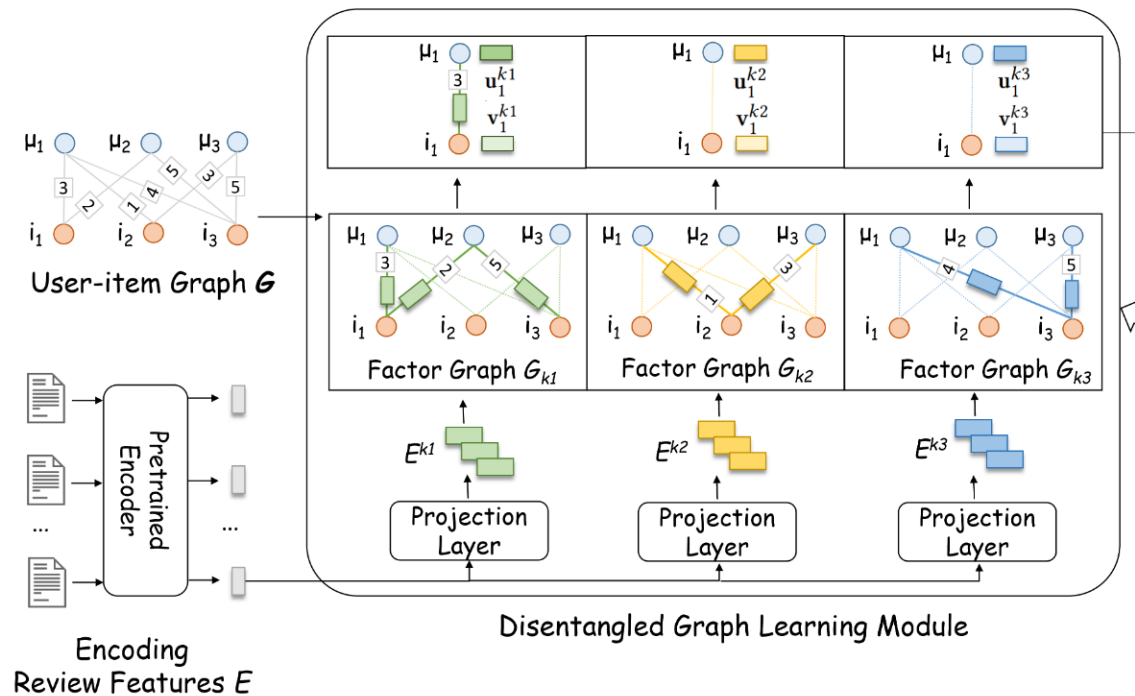 μ₁
3
u₁ᵏ¹
v₁ᵏ¹
i₁
μ₁
u₁ᵏ²
v₁ᵏ²
i₁
μ₁
u₁ᵏ³
v₁ᵏ³
i₁
μ₁ μ₂ μ₃
3 2 1 4 5 3 5
i₁ i₂ i₃
User-item Graph G
μ₁ μ₂ μ₃
3 2 5
i₁ i₂ i₃
Factor Graph Gₖ₁
μ₁ μ₂ μ₃
1 3
i₁ i₂ i₃
Factor Graph Gₖ₂
μ₁ μ₂ μ₃
4 5
i₁ i₂ i₃
Factor Graph Gₖ₃
Pretrained
Encoder
...
...
Eᵏ¹
Eᵏ²
Eᵏ³
Projection
Layer
Projection
Layer
Projection
Layer
Encoding
Review Features E
Disentangled Graph Learning Module